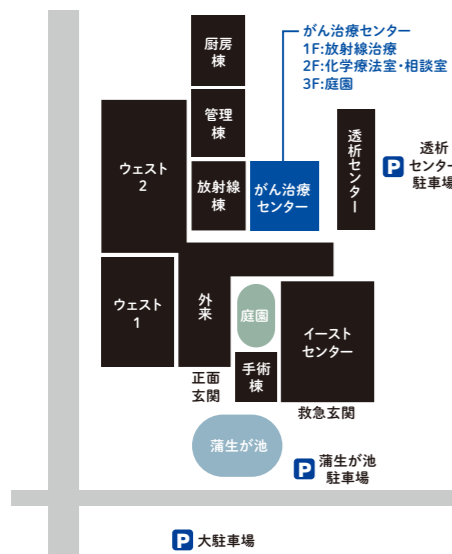 厨房
棟
がん治療センター
1F:放射線治療
2F:化学療法室・相談室
3F:庭園
管理
棟
透析センター
P
透析
センター
駐車場
ウェスト
2
放射線
棟
がん治療
センター
ウェスト
1
外来
庭園
イースト
センター
手術
棟
正面
玄関
救急玄関
蒲生が池
P
蒲生が池
駐車場
P
大駐車場